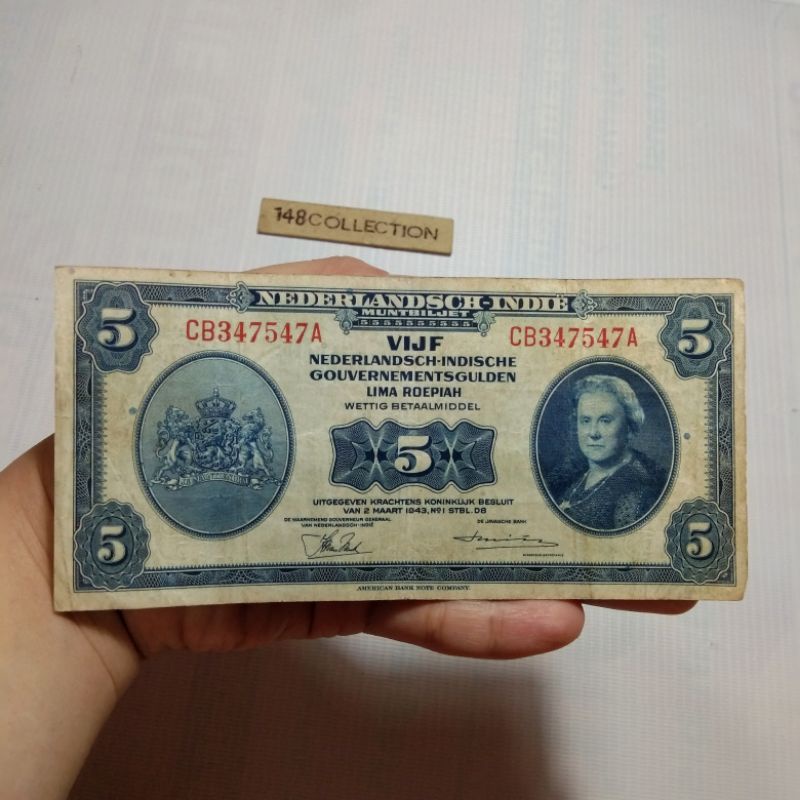 148COLLECTION
NEDERLANDSCH-INDIË
MUNTBILJET
5 5
CB347547A CB347547A
VIJF
NEDERLANDSCH-INDISCHE
GOUVERNEMENTSGULDEN
LIMA ROEPIAH
WETTIG BETAALMIDDEL
5
UITGEGEVEN KRACHTENS KONINKLIJK BESLUIT
VAN 2 MAART 1943, Nº1 STBL. D8
DE WAARNEMEND GOUVERNEUR GENERAAL DE JAVASCHE BANK
VAN NEDERLANDSCH-INDIË
5 5
AMERICAN BANK NOTE COMPANY.